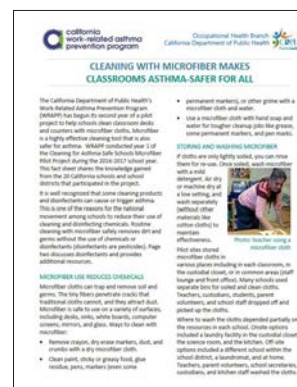 california
work-related asthma
prevention program
Occupational Health Branch
California Department of Public Health
CLEANING WITH MICROFIBER MAKES
CLASSROOMS ASTHMA-SAFER FOR ALL
The California Department of Public Health's
Work-Related Asthma Prevention Program
(WRAPP) has begun its second year of a pilot
project to help schools clean classroom desks
and counters with microfiber cloths. Microfiber
is a highly effective cleaning tool that is also
safer for asthma. WRAPP conducted year 1 of
the Cleaning for Asthma-Safe Schools Microfiber
Pilot Project during the 2016-2017 school year.
This fact sheet shares the knowledge gained
from the 20 California schools and school
districts that participated in the project.
It is well recognized that some cleaning products
and disinfectants can cause or trigger asthma.
This is one of the reasons for the national
movement among schools to reduce their use of
cleaning and disinfecting chemicals. Routine
cleaning with microfiber safely removes dirt and
germs without the use of chemicals or
disinfectants (disinfectants are pesticides). Page
two discusses disinfectants and provides
additional resources.
MICROFIBER USE REDUCES CHEMICALS
Microfiber cloths can trap and remove soil and
germs. The tiny fibers penetrate cracks that
traditional cloths cannot, and they attract dust.
Microfiber is safe to use on a variety of surfaces,
including desks, sinks, white boards, computer
screens, mirrors, and glass. Ways to clean with
microfiber:
• Remove crayon, dry erase marker, dust, and
crumbs with a dry microfiber cloth.
• Clean paint, sticky or greasy food, glue
residue, pens, markers (even some
permanent markers), or other grime with a
microfiber cloth and water.
• Use a microfiber cloth with hand soap and
water for tougher cleanup jobs like grease,
some permanent markers, and pen marks.
STORING AND WASHING MICROFIBER
If cloths are only lightly soiled, you can rinse
them for re-use. Once soiled, wash microfiber
with a mild
detergent. Air dry
or machine dry at
a low setting, and
wash separately
(without other
materials like
cotton cloths) to
maintain
effectiveness.
Photo: Teacher using a
microfiber cloth
Pilot sites stored
microfiber cloths in
various places including in each classroom, in
the custodial closet, or in common areas (staff
lounge and front office). Many schools used
separate bins for soiled and clean cloths.
Teachers, custodians, students, parent
volunteers, and school staff dropped off and
picked up the cloths.
Where to wash the cloths depended partially on
the resources in each school. Onsite options
included a laundry facility in the custodial closet,
the science room, and the kitchen. Off-site
options included a different school within the
school district, a laundromat, and at home.
Teachers, parent volunteers, school secretaries,
custodians, and kitchen staff washed the cloths.